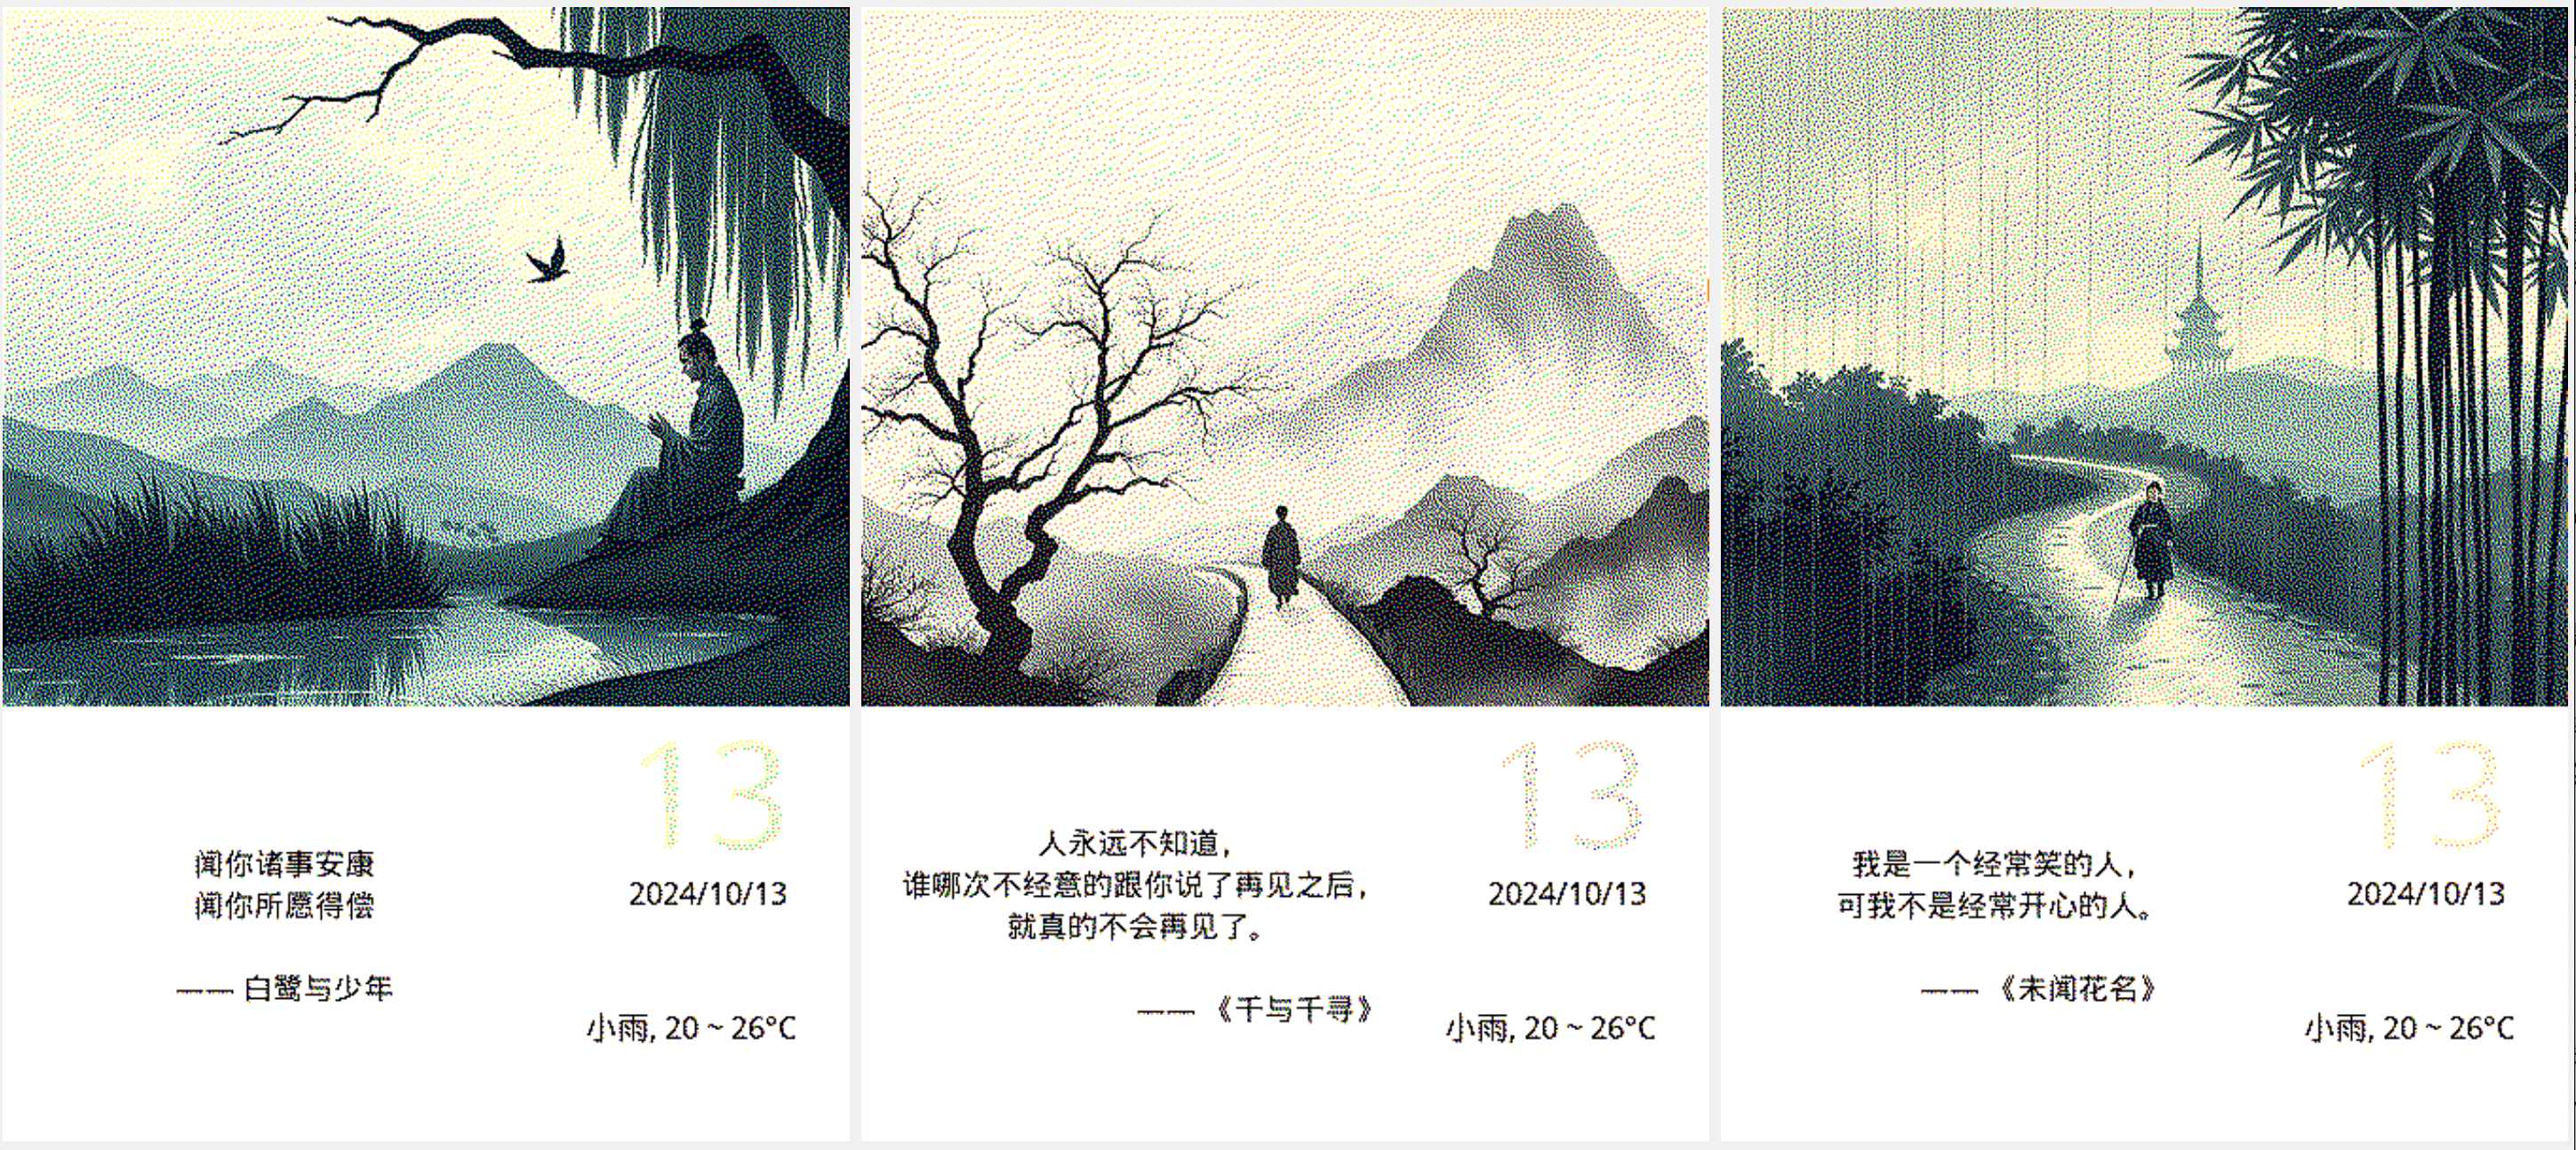 13
闻你诸事安康
闻你所愿得偿
2024/10/13
—— 白鹭与少年
小雨, 20 ~ 26°C
13
人永远不知道,
谁哪次不经意的跟你说了再见之后,
就真的不会再见了。
2024/10/13
—— 《千与千寻》
小雨, 20 ~ 26°C
13
我是一个经常笑的人,
可我不是经常开心的人。
2024/10/13
—— 《未闻花名》
小雨, 20 ~ 26°C